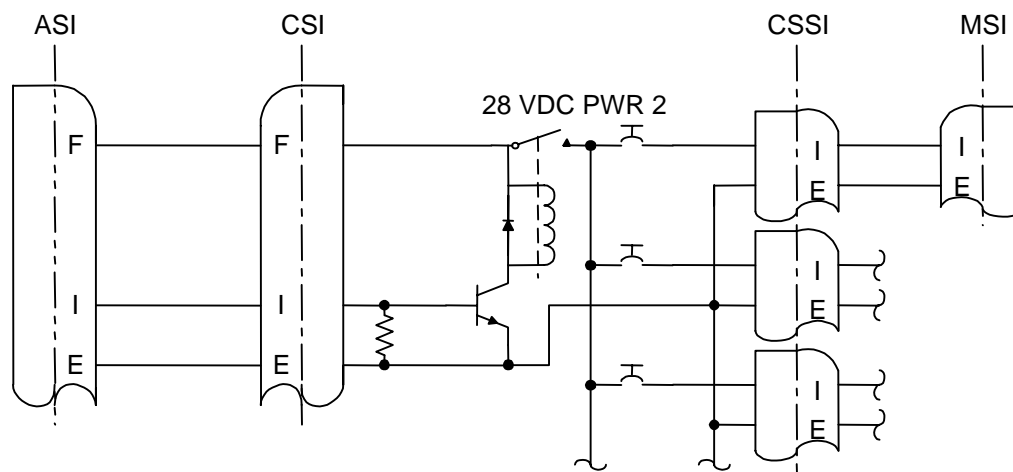 ASI CSI CSSI MSI
28 VDC PWR 2
F F I I
E E
I
I I E
I
E E E